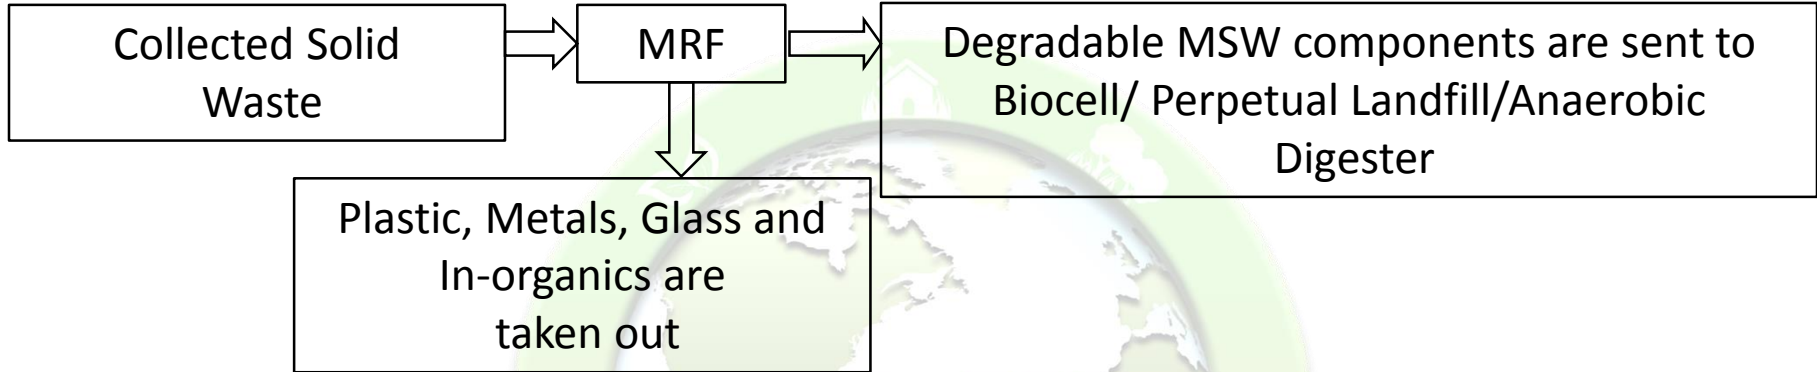 Collected Solid
Waste
MRF
Degradable MSW components are sent to
Biocell/ Perpetual Landfill/Anaerobic
Digester
Plastic, Metals, Glass and
In-organics are
taken out